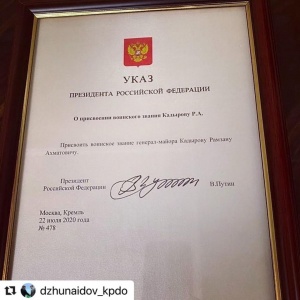 УКАЗ
ПРЕЗИДЕНТА РОССИЙСКОЙ ФЕДЕРАЦИИ
О присвоении воинского звания Кадырову Р.А.
Присвоить воинское звание генерал-майора Кадырову Рамзану
Ахматовичу.
Президент
Российской Федерации
В.Путин
Москва, Кремль
22 июля 2020 года
№ 478
dzhunaidov_kpdo